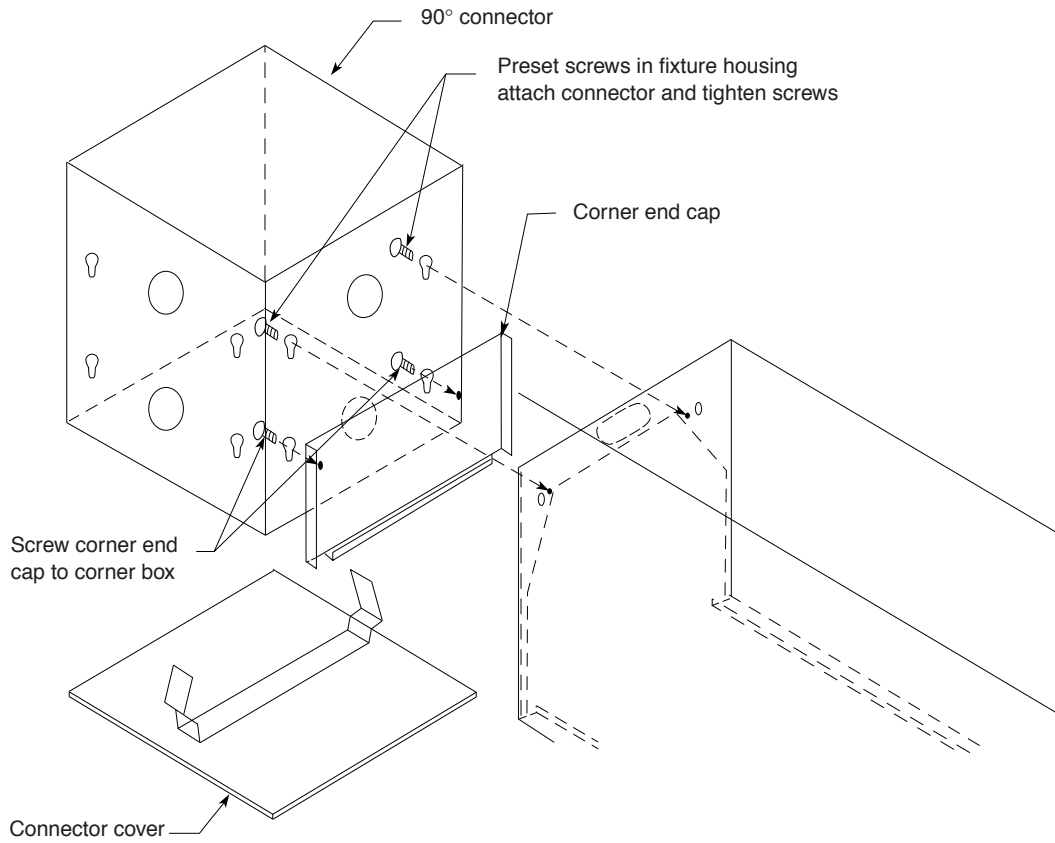 90° connector
Preset screws in fixture housing
attach connector and tighten screws
Corner end cap
Screw corner end
cap to corner box
Connector cover